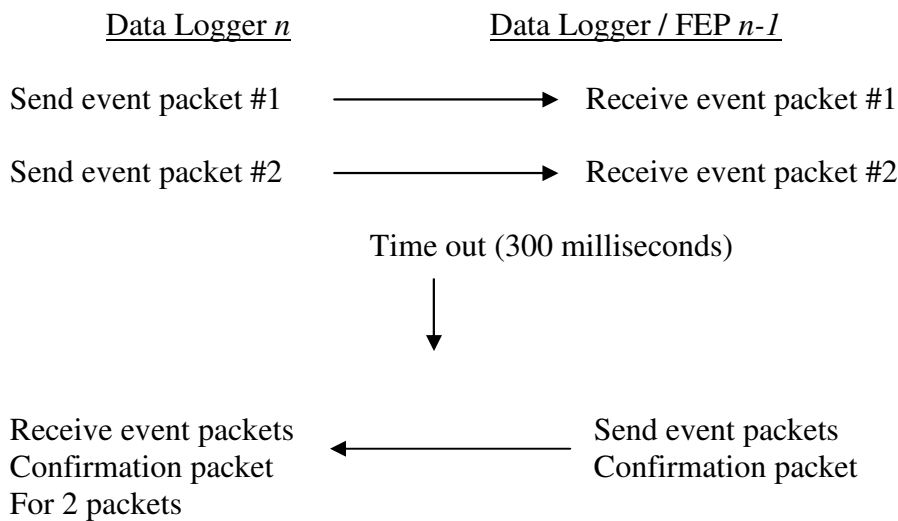 Data Logger n Data Logger / FEP n-1
Send event packet #1 Receive event packet #1
Send event packet #2 Receive event packet #2
Time out (300 milliseconds)
Receive event packets Send event packets
Confirmation packet Confirmation packet
For 2 packets